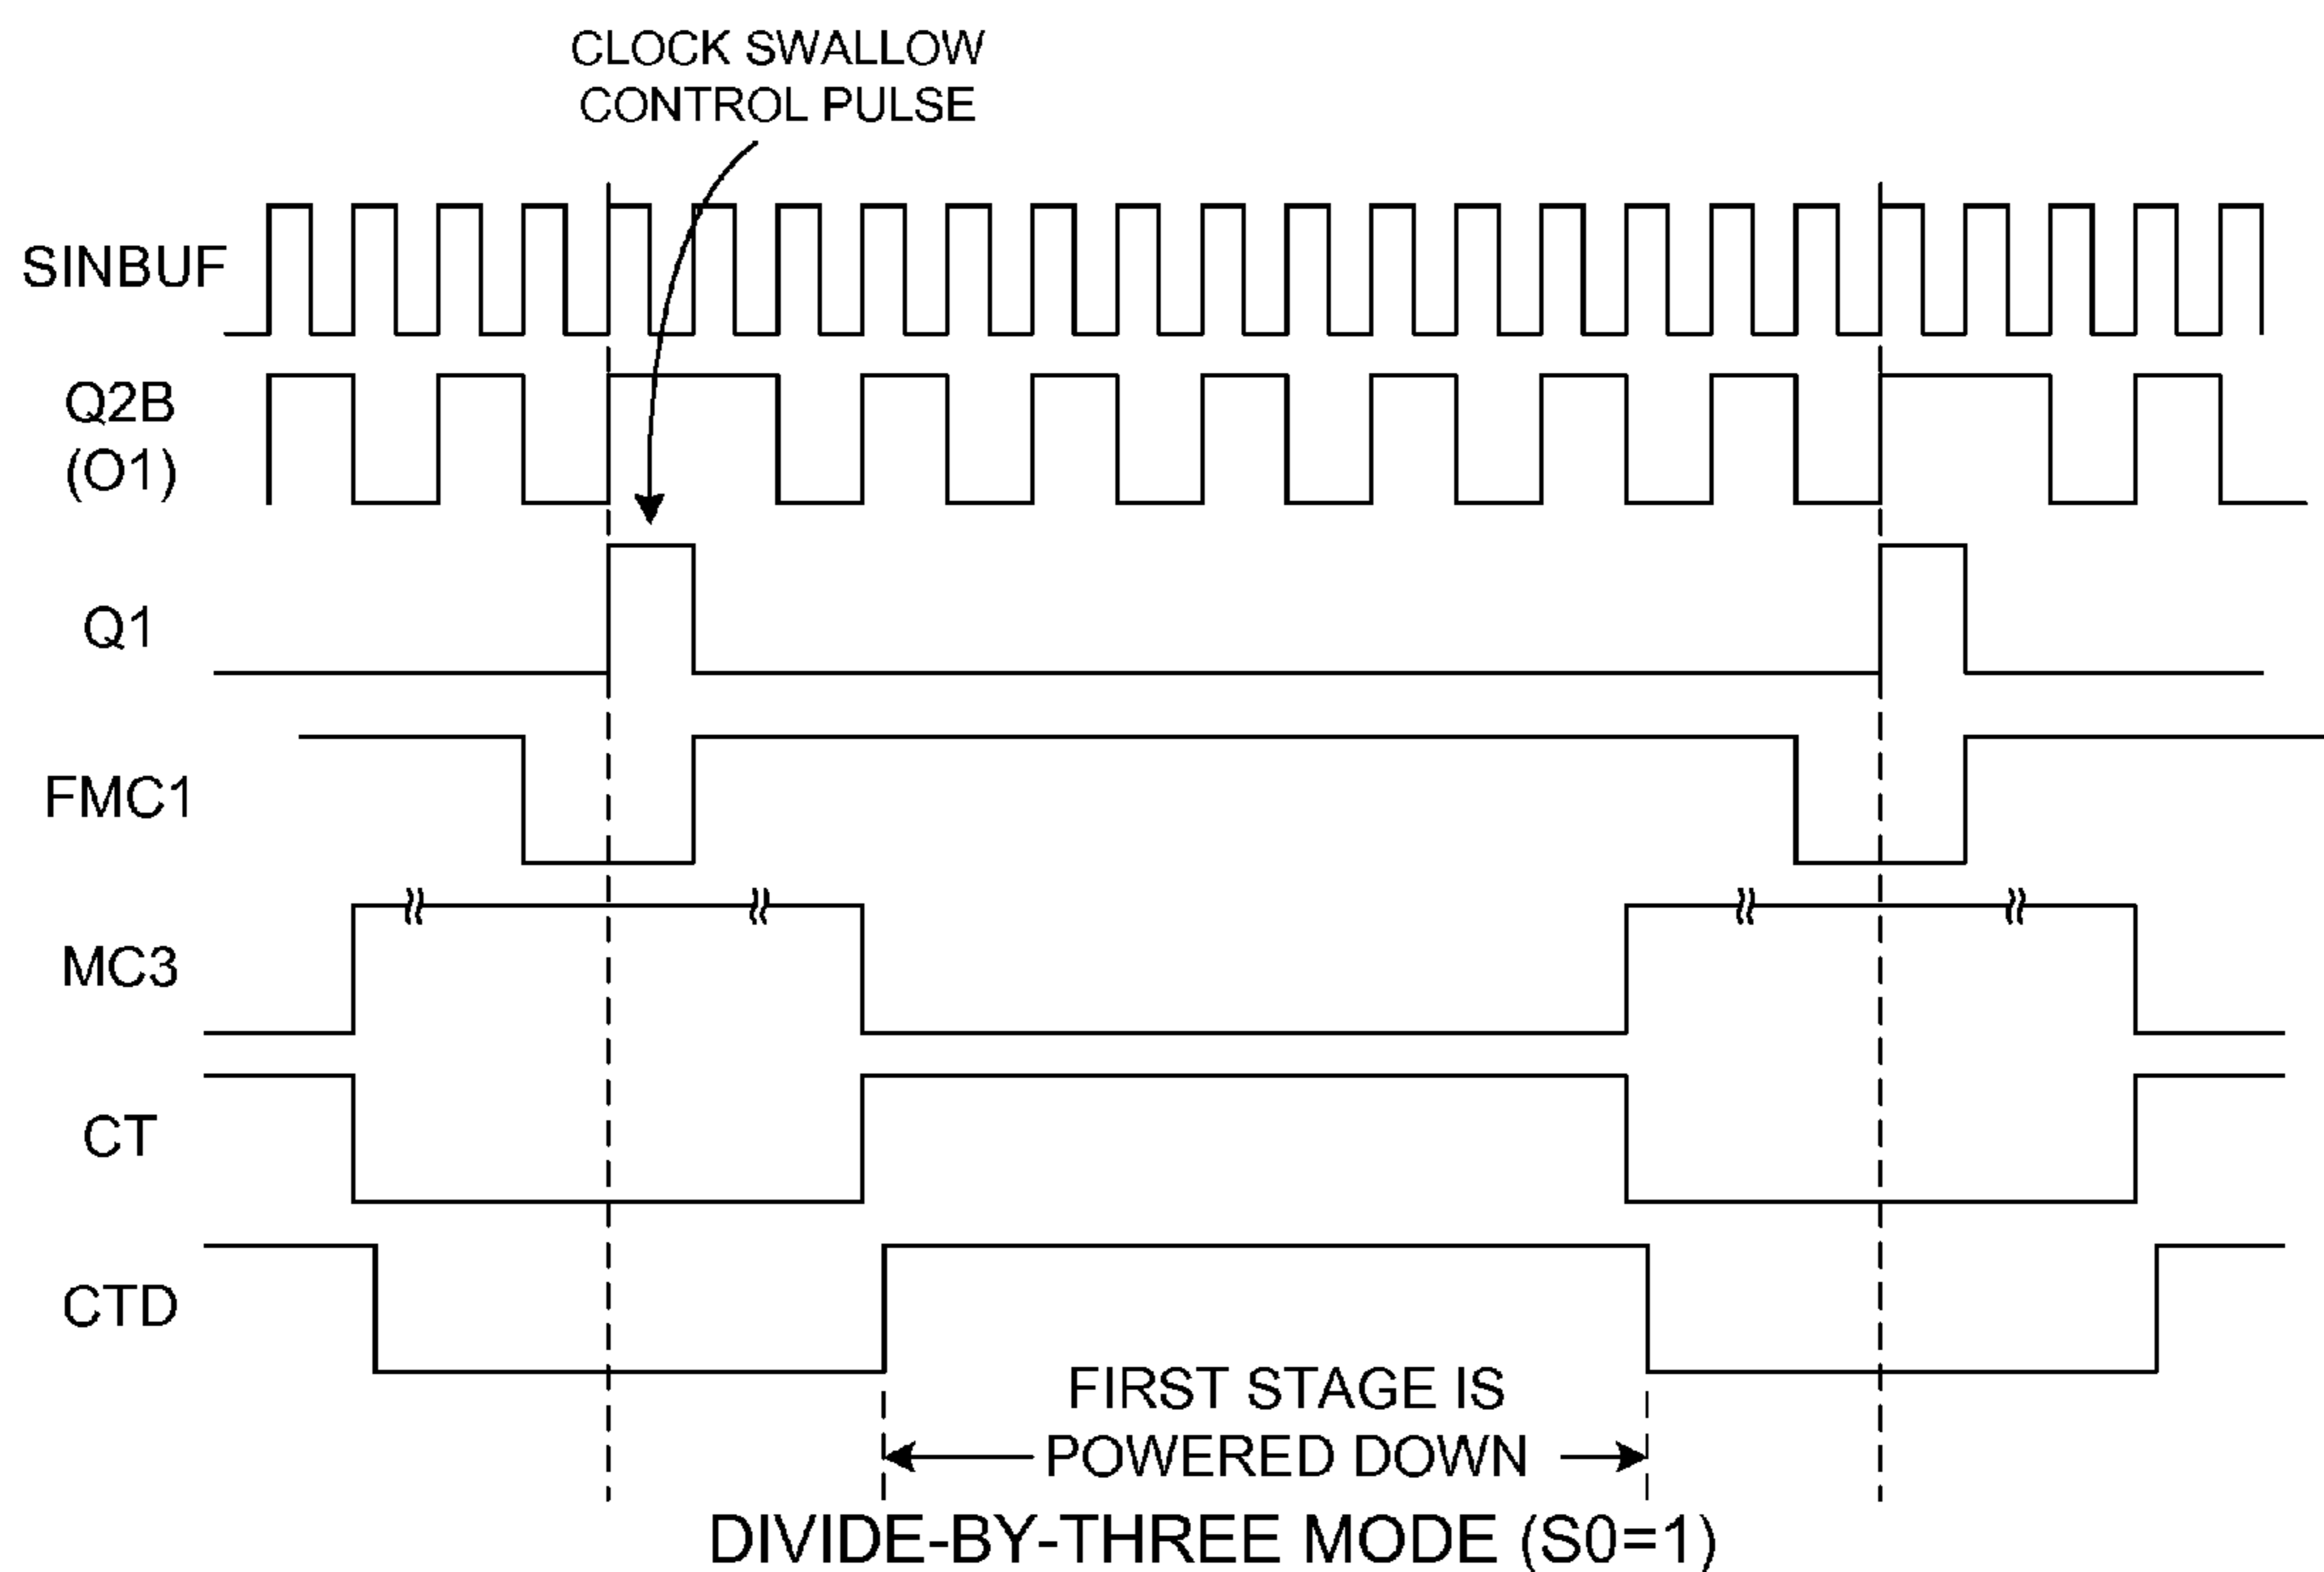 CLOCK SWALLOW
CONTROL PULSE
SINBUF
Q2B
(O1)
Q1
FMC1
MC3
CT
CTD
FIRST STAGE IS
POWERED DOWN
DIVIDE-BY-THREE MODE (S0=1)